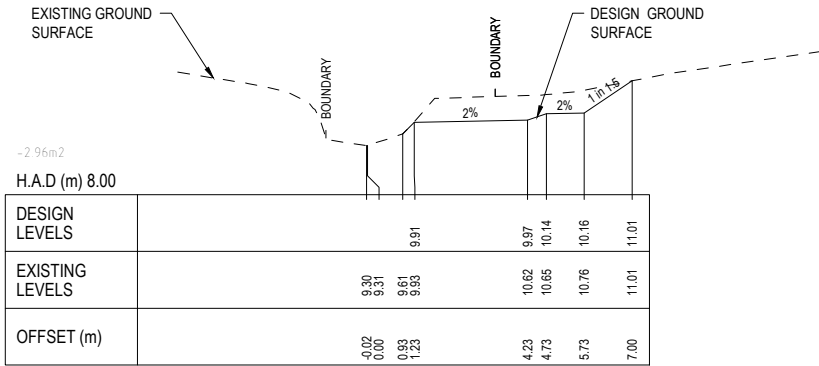 EXISTING GROUND
SURFACE
DESIGN GROUND
SURFACE
BOUNDARY
BOUNDARY
2%
2%
1 in 1.5
-2.96m2
H.A.D (m) 8.00
DESIGN
LEVELS
9.91
9.97
10.14
10.16
11.01
EXISTING
LEVELS
9.30
9.31
9.61
9.93
10.62
10.65
10.76
11.01
OFFSET (m)
-0.02
0.00
0.93
1.23
4.23
4.73
5.73
7.00